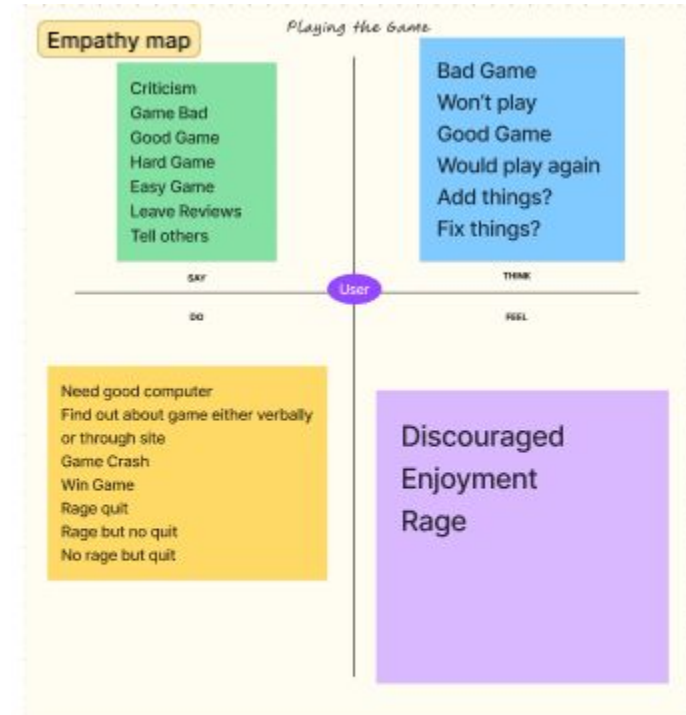 Empathy map
Playing the Game
Criticism
Game Bad
Good Game
Hard Game
Easy Game
Leave Reviews
Tell others
Bad Game
Won't play
Good Game
Would play again
Add things?
Fix things?
SAY
THINK
User
DO
FEEL
Need good computer
Find out about game either verbally
or through site
Game Crash
Win Game
Rage quit
Rage but no quit
No rage but quit
Discouraged
Enjoyment
Rage